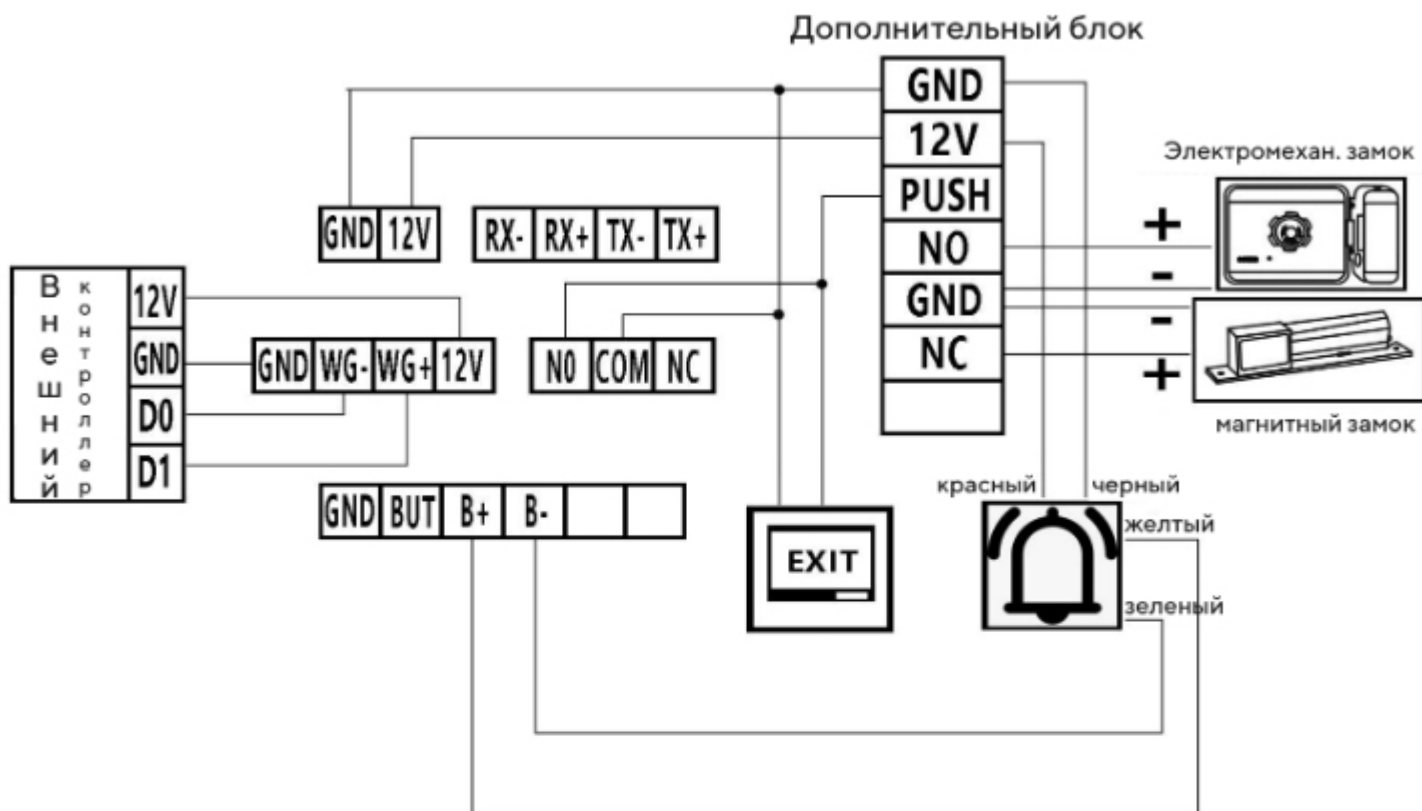 Дополнительный блок
GND
12V
PUSH
NO
GND
NC
Электромехан. замок
+
-
-
+
магнитный замок
GND 12V
RX- RX+ TX- TX+
Внешний
контроллер
12V
GND
D0
D1
GND WG- WG+ 12V
NO COM NC
GND BUT B+ B-
EXIT
красный
черный
желтый
зеленый